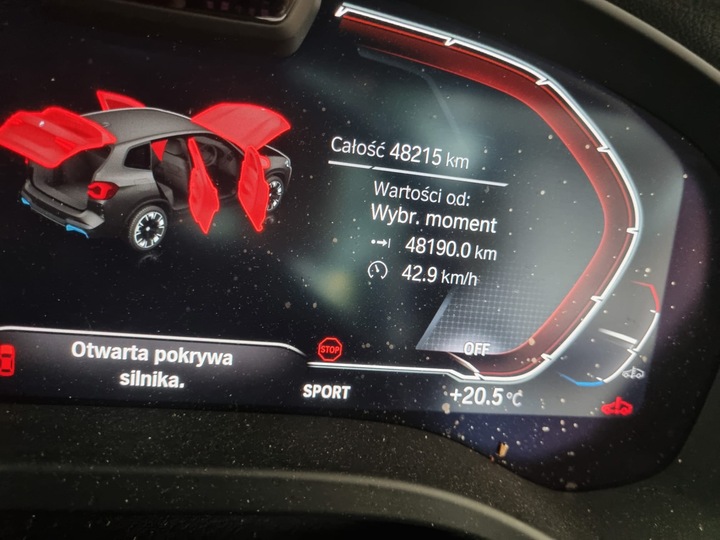 Całość 48215 km
Wartości od:
Wybr. moment
48190.0 km
42.9 km/h
OFF
Otwarta pokrywa
silnika.
STOP
SPORT
+20.5 °C